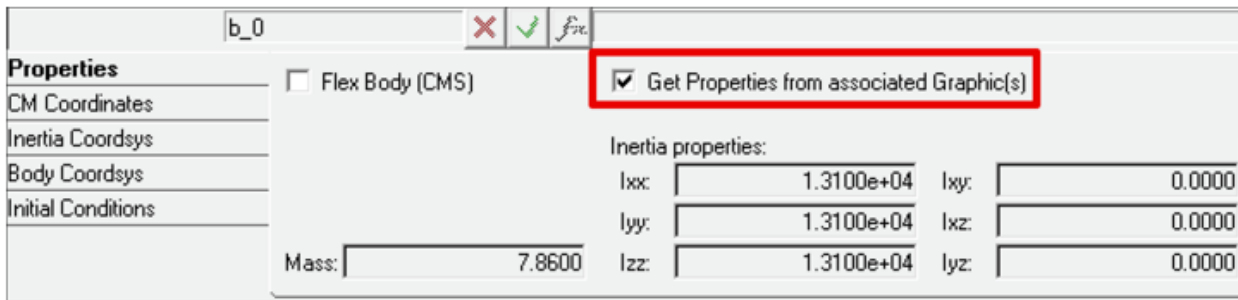 b_0 fx.
Properties
CM Coordinates
Inertia Coordsys
Body Coordsys
Initial Conditions
Flex Body (CMS) Get Properties from associated Graphic(s)
Inertia properties:
Ixx: 1.3100e+04 Ixy: 0.0000
Iyy: 1.3100e+04 Ixz: 0.0000
Mass: 7.8600 Izz: 1.3100e+04 Iyz: 0.0000